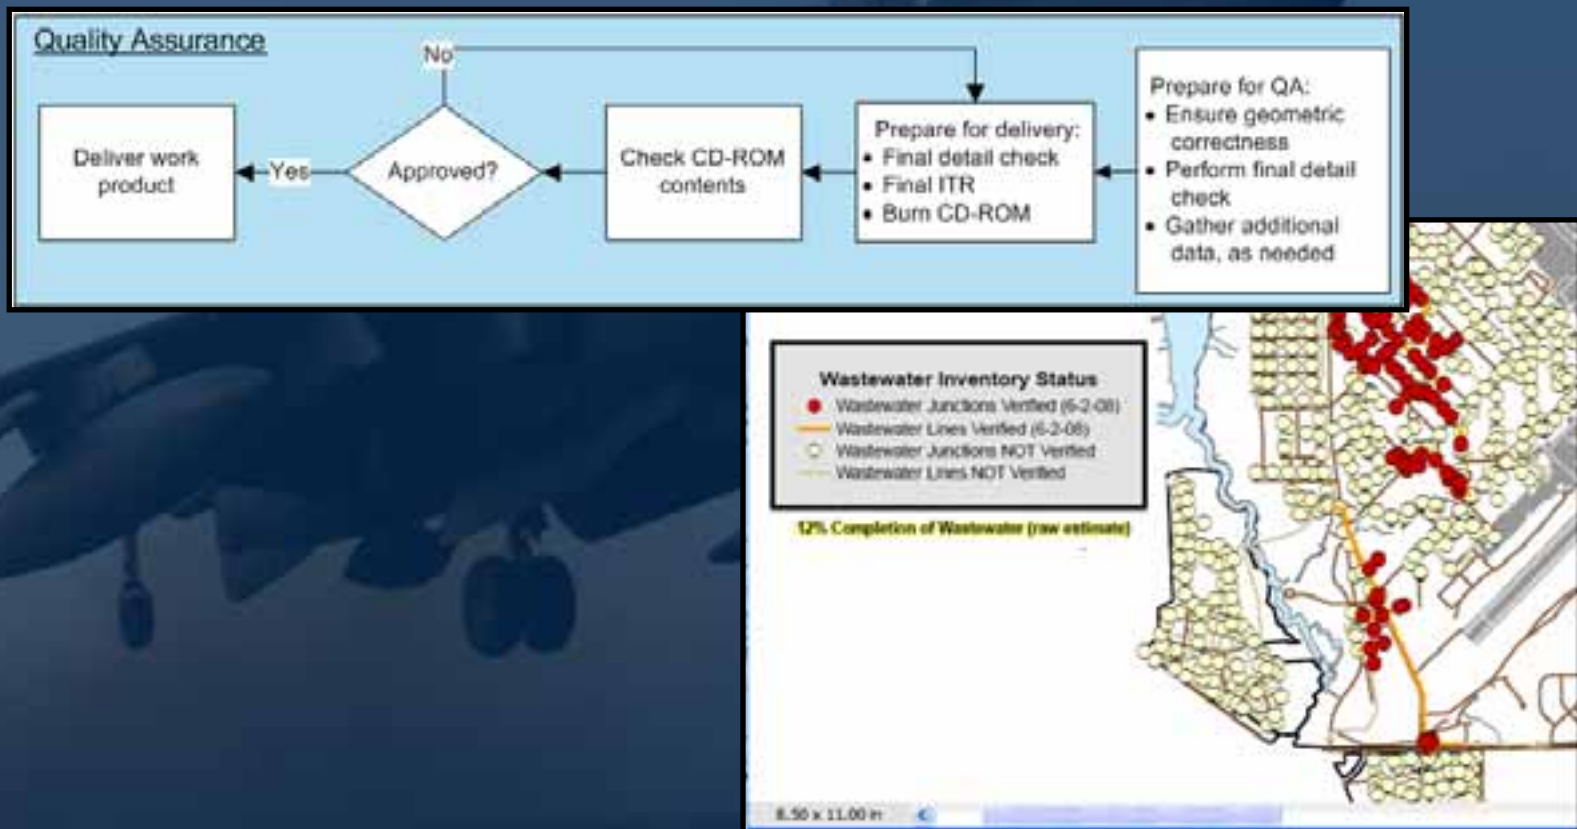 Quality Assurance
No
Deliver work
product
Yes
Approved?
Check CD-ROM
contents
Prepare for delivery:
• Final detail check
• Final ITR
• Burn CD-ROM
Prepare for QA:
• Ensure geometric
correctness
• Perform final detail
check
• Gather additional
data, as needed
Wastewater Inventory Status
Wastewater Junctions Verified (6-2-08)
Wastewater Lines Verified (6-2-08)
Wastewater Junctions NOT Verified
Wastewater Lines NOT Verified
12% Completion of Wastewater (raw estimate)
8.50 x 11.00 in